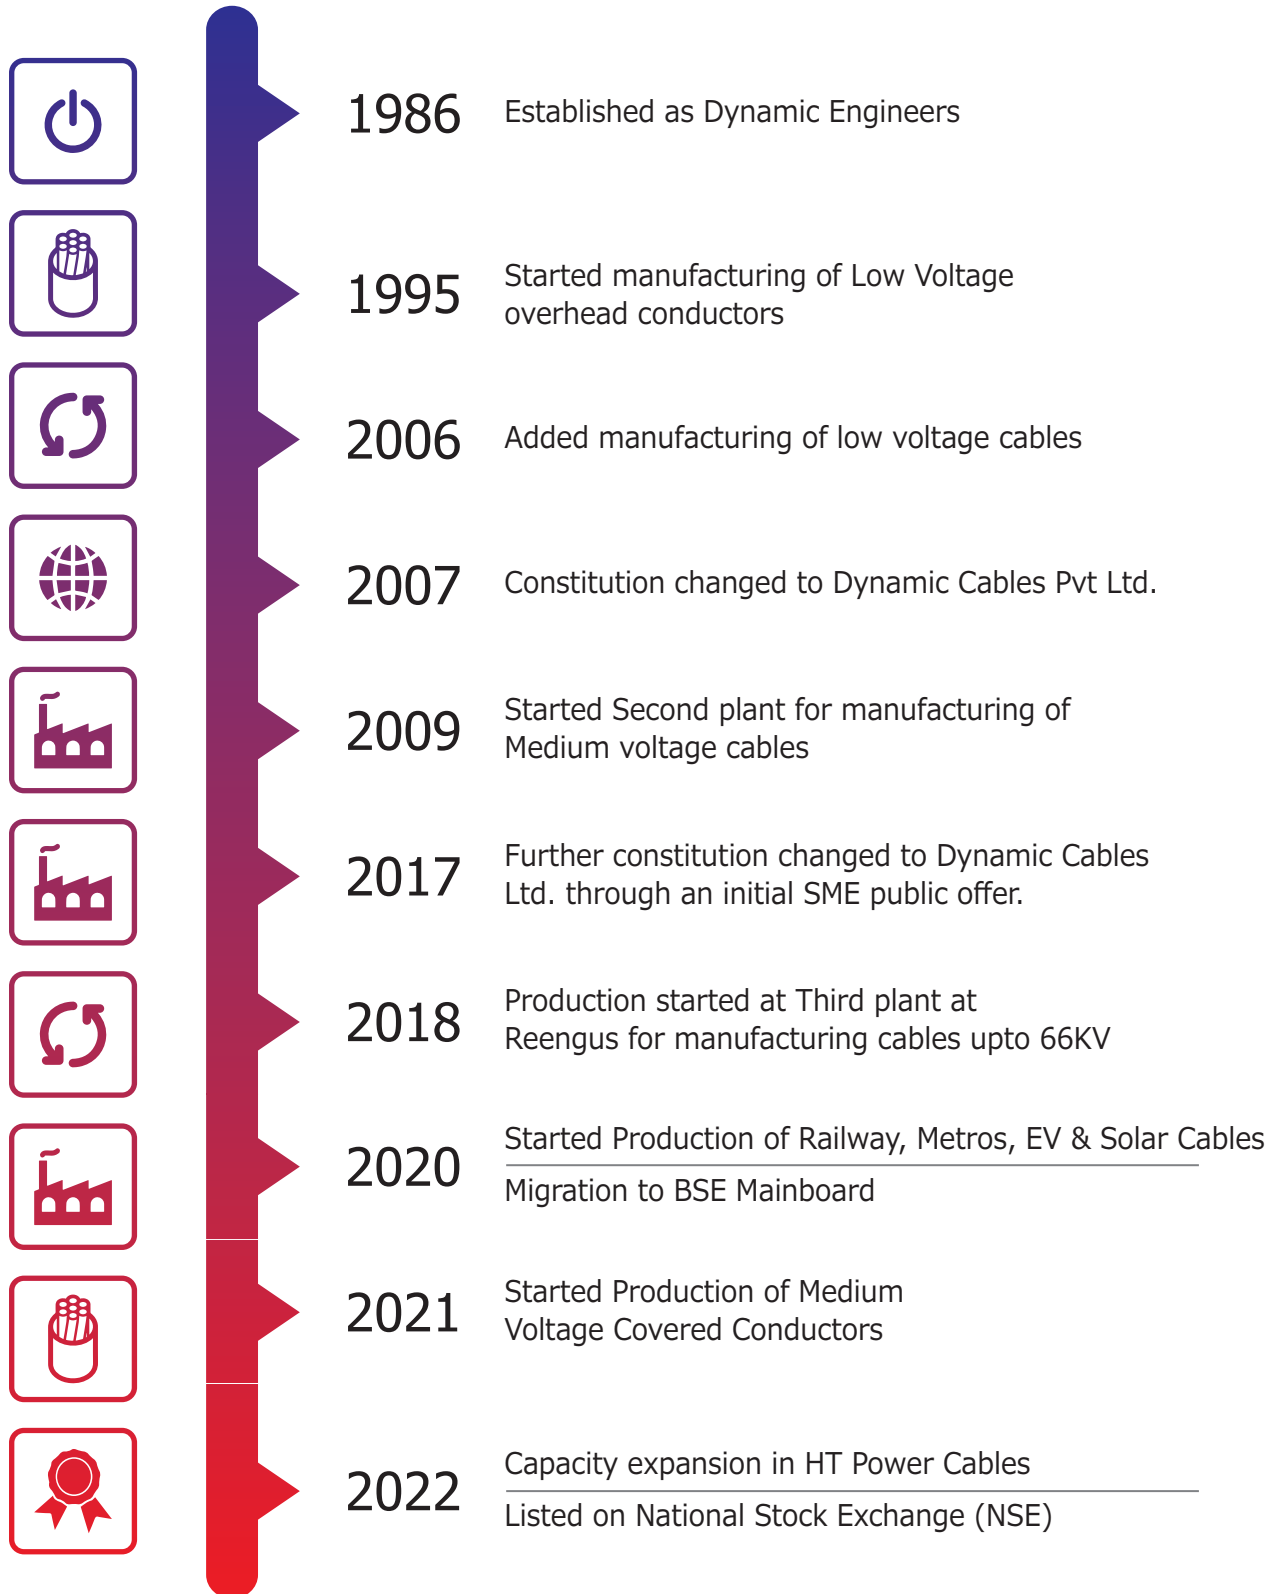 1986
Established as Dynamic Engineers
1995
Started manufacturing of Low Voltage
overhead conductors
2006
Added manufacturing of low voltage cables
2007
Constitution changed to Dynamic Cables Pvt Ltd.
2009
Started Second plant for manufacturing of
Medium voltage cables
2017
Further constitution changed to Dynamic Cables
Ltd. through an initial SME public offer.
2018
Production started at Third plant at
Reengus for manufacturing cables upto 66KV
2020
Started Production of Railway, Metros, EV & Solar Cables
Migration to BSE Mainboard
2021
Started Production of Medium
Voltage Covered Conductors
2022
Capacity expansion in HT Power Cables
Listed on National Stock Exchange (NSE)